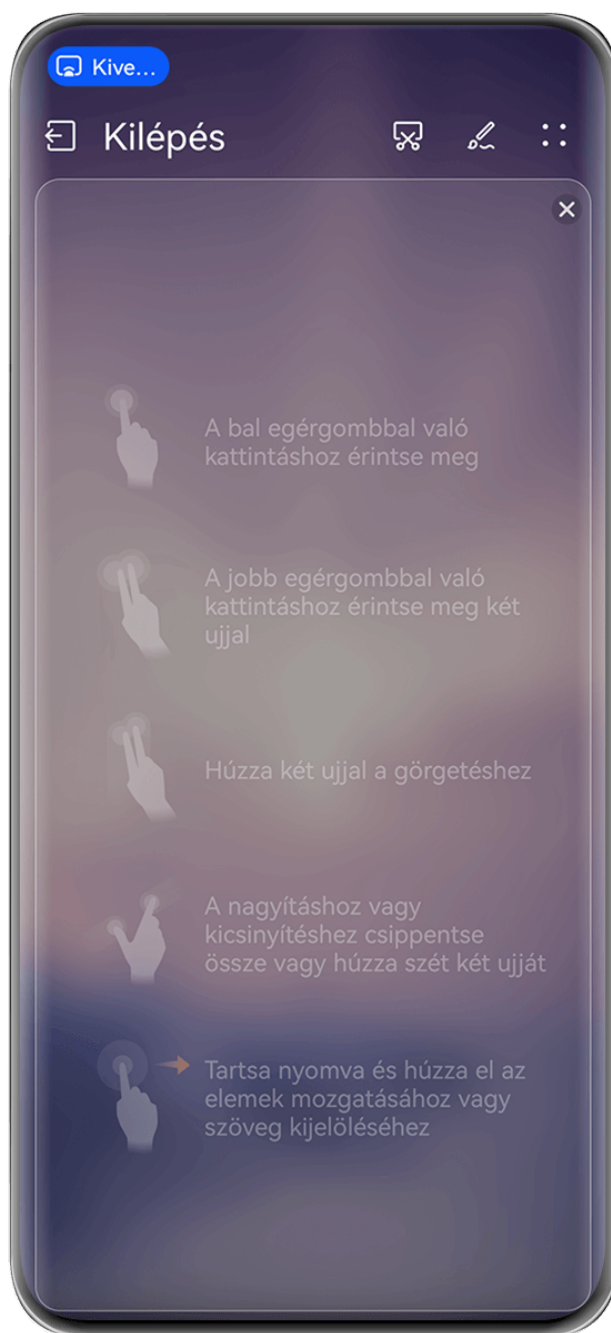 Kive...
Kilépés
A bal egérgombbal való
kattintáshoz érintse meg
A jobb egérgombbal való
kattintáshoz érintse meg két
ujjal
Húzza két ujjal a görgetéshez
A nagyításhoz vagy
kicsinyítéshez csippentse
össze vagy húzza szét két ujját
Tartsa nyomva és húzza el az
elemek mozgatásához vagy
szöveg kijelöléséhez